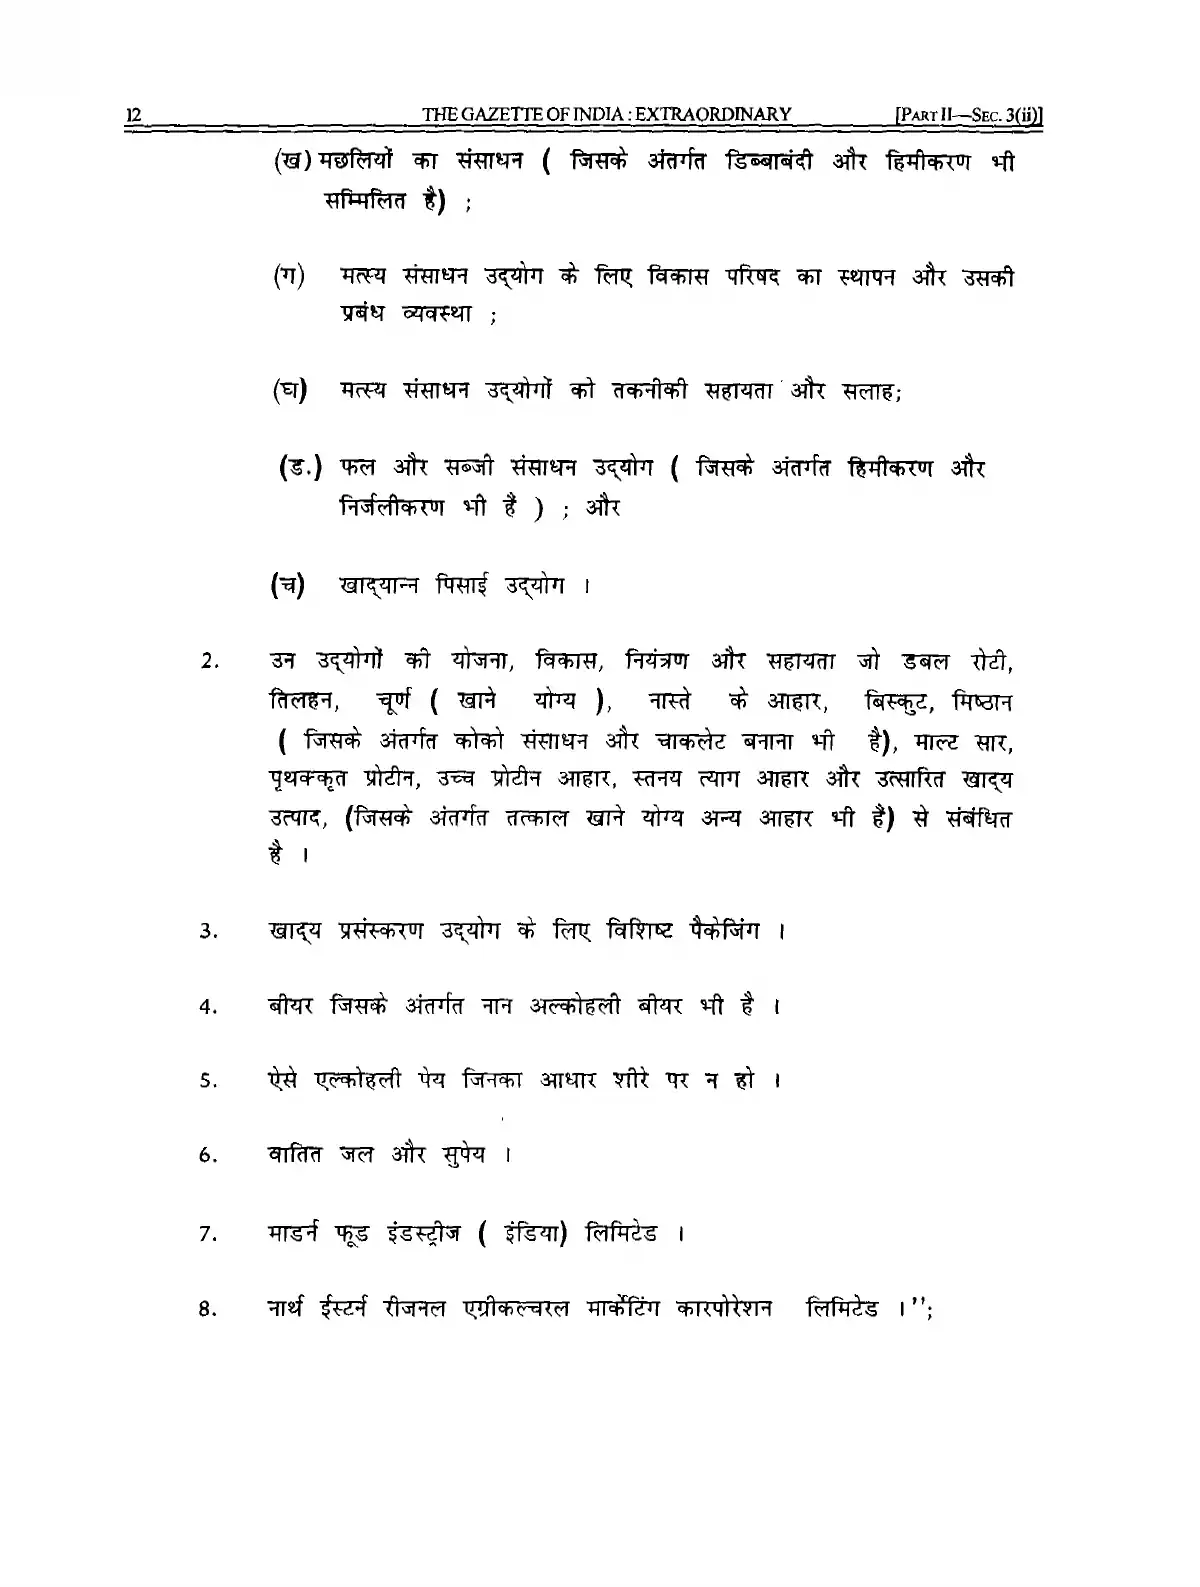 12 THE GAZETTE OF INDIA : EXTRAORDINARY [PART II—SEC. 3(ii)]
(ख) मछलियों का संसाधन ( जिसके अंतर्गत डिब्बाबंदी और हिमीकरण भी
सम्मिलित है) ;
(ग) मत्स्य संसाधन उद्योग के लिए विकास परिषद का स्थापन और उसकी
प्रबंध व्यवस्था ;
(घ) मत्स्य संसाधन उद्योगों को तकनीकी सहायता और सलाह;
(ड.) फल और सब्जी संसाधन उद्योग ( जिसके अंतर्गत हिमीकरण और
निर्जलीकरण भी हैं ) ; और
(च) खाद्यान्न पिसाई उद्योग ।
2. उन उद्योगों की योजना, विकास, नियंत्रण और सहायता जो डबल रोटी,
तिलहन, चूर्ण ( खाने योग्य ), नास्ते के आहार, बिस्कुट, मिष्ठान
( जिसके अंतर्गत कोको संसाधन और चाकलेट बनाना भी है), माल्ट सार,
पृथक्कृत प्रोटीन, उच्च प्रोटीन आहार, स्तनय त्याग आहार और उत्सारित खाद्य
उत्पाद, (जिसके अंतर्गत तत्काल खाने योग्य अन्य आहार भी हैं) से संबंधित
है ।
3. खाद्य प्रसंस्करण उद्योग के लिए विशिष्ट पैकेजिंग ।
4. बीयर जिसके अंतर्गत नान अल्कोहली बीयर भी है ।
5. ऐसे एल्कोहली पेय जिनका आधार शीरे पर न हो ।
6. वातित जल और सुपेय ।
7. माडर्न फूड इंडस्ट्रीज ( इंडिया) लिमिटेड ।
8. नार्थ ईस्टर्न रीजनल एग्रीकल्चरल मार्केटिंग कारपोरेशन लिमिटेड ।'';